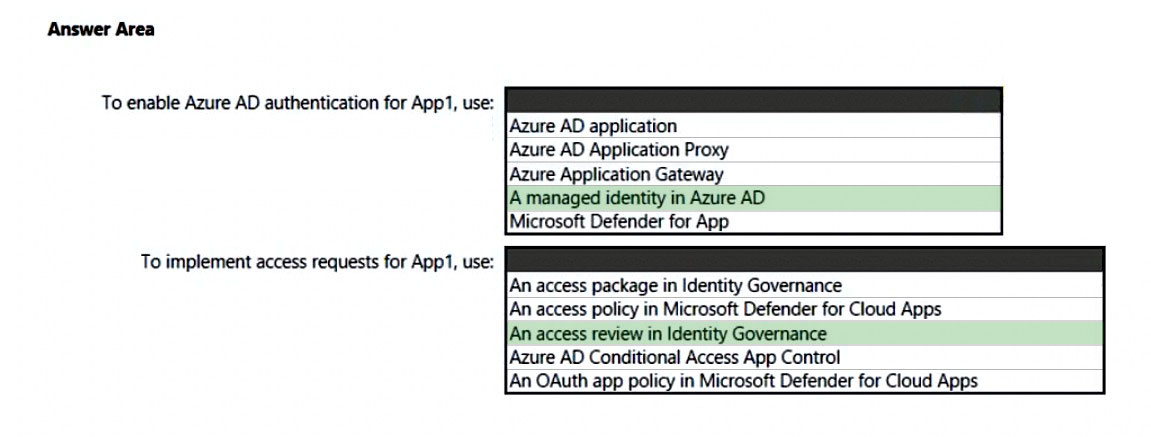 Answer Area
To enable Azure AD authentication for App1, use:
Azure AD application
Azure AD Application Proxy
Azure Application Gateway
A managed identity in Azure AD
Microsoft Defender for App
To implement access requests for App1, use:
An access package in Identity Governance
An access policy in Microsoft Defender for Cloud Apps
An access review in Identity Governance
Azure AD Conditional Access App Control
An OAuth app policy in Microsoft Defender for Cloud Apps